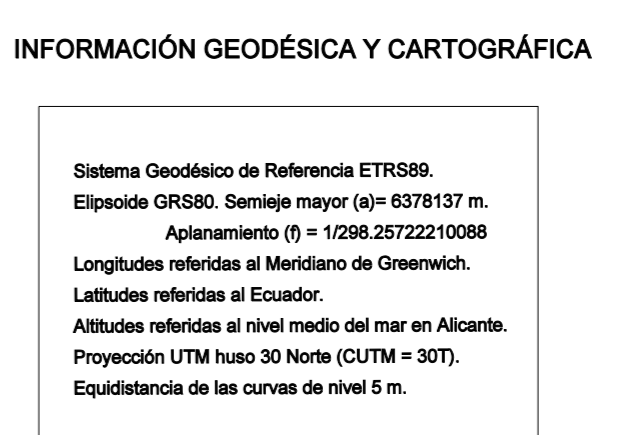 INFORMACIÓN GEODÉSICA Y CARTOGRÁFICA
Sistema Geodésico de Referencia ETRS89.
Elipsoide GRS80. Semieje mayor (a)= 6378137 m.
Aplanamiento (f) = 1/298.25722210088
Longitudes referidas al Meridiano de Greenwich.
Latitudes referidas al Ecuador.
Altitudes referidas al nivel medio del mar en Alicante.
Proyección UTM huso 30 Norte (CUTM = 30T).
Equidistancia de las curvas de nivel 5 m.